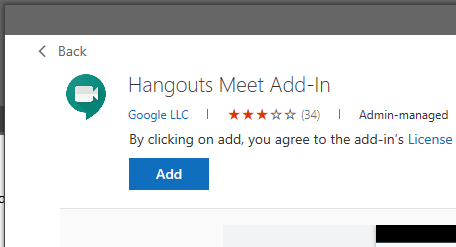 Back
Hangouts Meet Add-In
Google LLC | ★★★☆☆ (34) | Admin-managed
By clicking on add, you agree to the add-in's License
Add